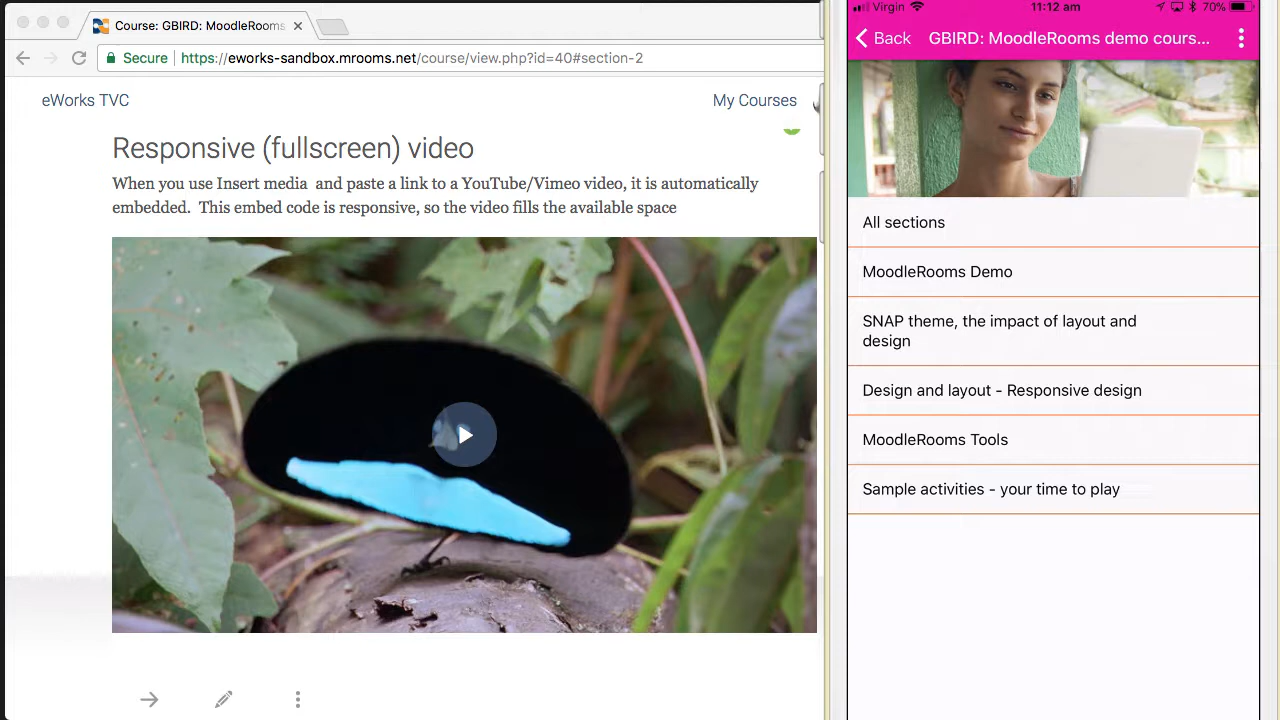 Course: GBIRD: MoodleRooms
Secure https://eworks-sandbox.mrooms.net/course/view.php?id=40#section-2
eWorks TVC
My Courses
Responsive (fullscreen) video
When you use Insert media and paste a link to a YouTube/Vimeo video, it is automatically
embedded. This embed code is responsive, so the video fills the available space
Virgin
11:12 am
70%
Back
GBIRD: MoodleRooms demo cours...
All sections
MoodleRooms Demo
SNAP theme, the impact of layout and
design
Design and layout - Responsive design
MoodleRooms Tools
Sample activities - your time to play